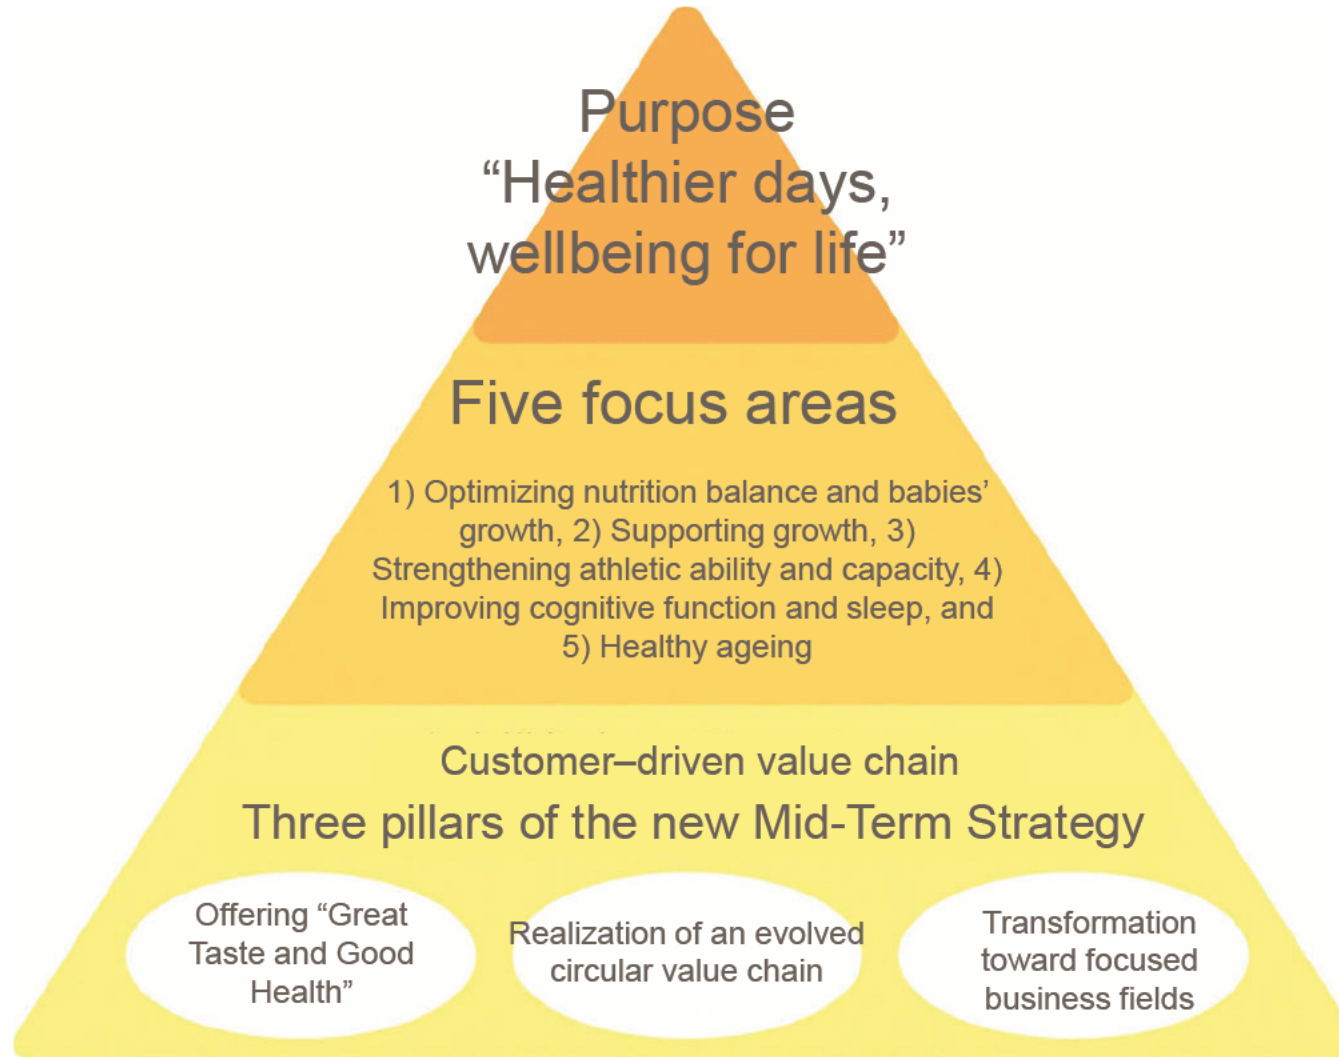 Purpose
“Healthier days,
wellbeing for life”
Five focus areas
1) Optimizing nutrition balance and babies’
growth, 2) Supporting growth, 3)
Strengthening athletic ability and capacity, 4)
Improving cognitive function and sleep, and
5) Healthy ageing
Customer–driven value chain
Three pillars of the new Mid-Term Strategy
Offering “Great
Taste and Good
Health”
Realization of an evolved
circular value chain
Transformation
toward focused
business fields